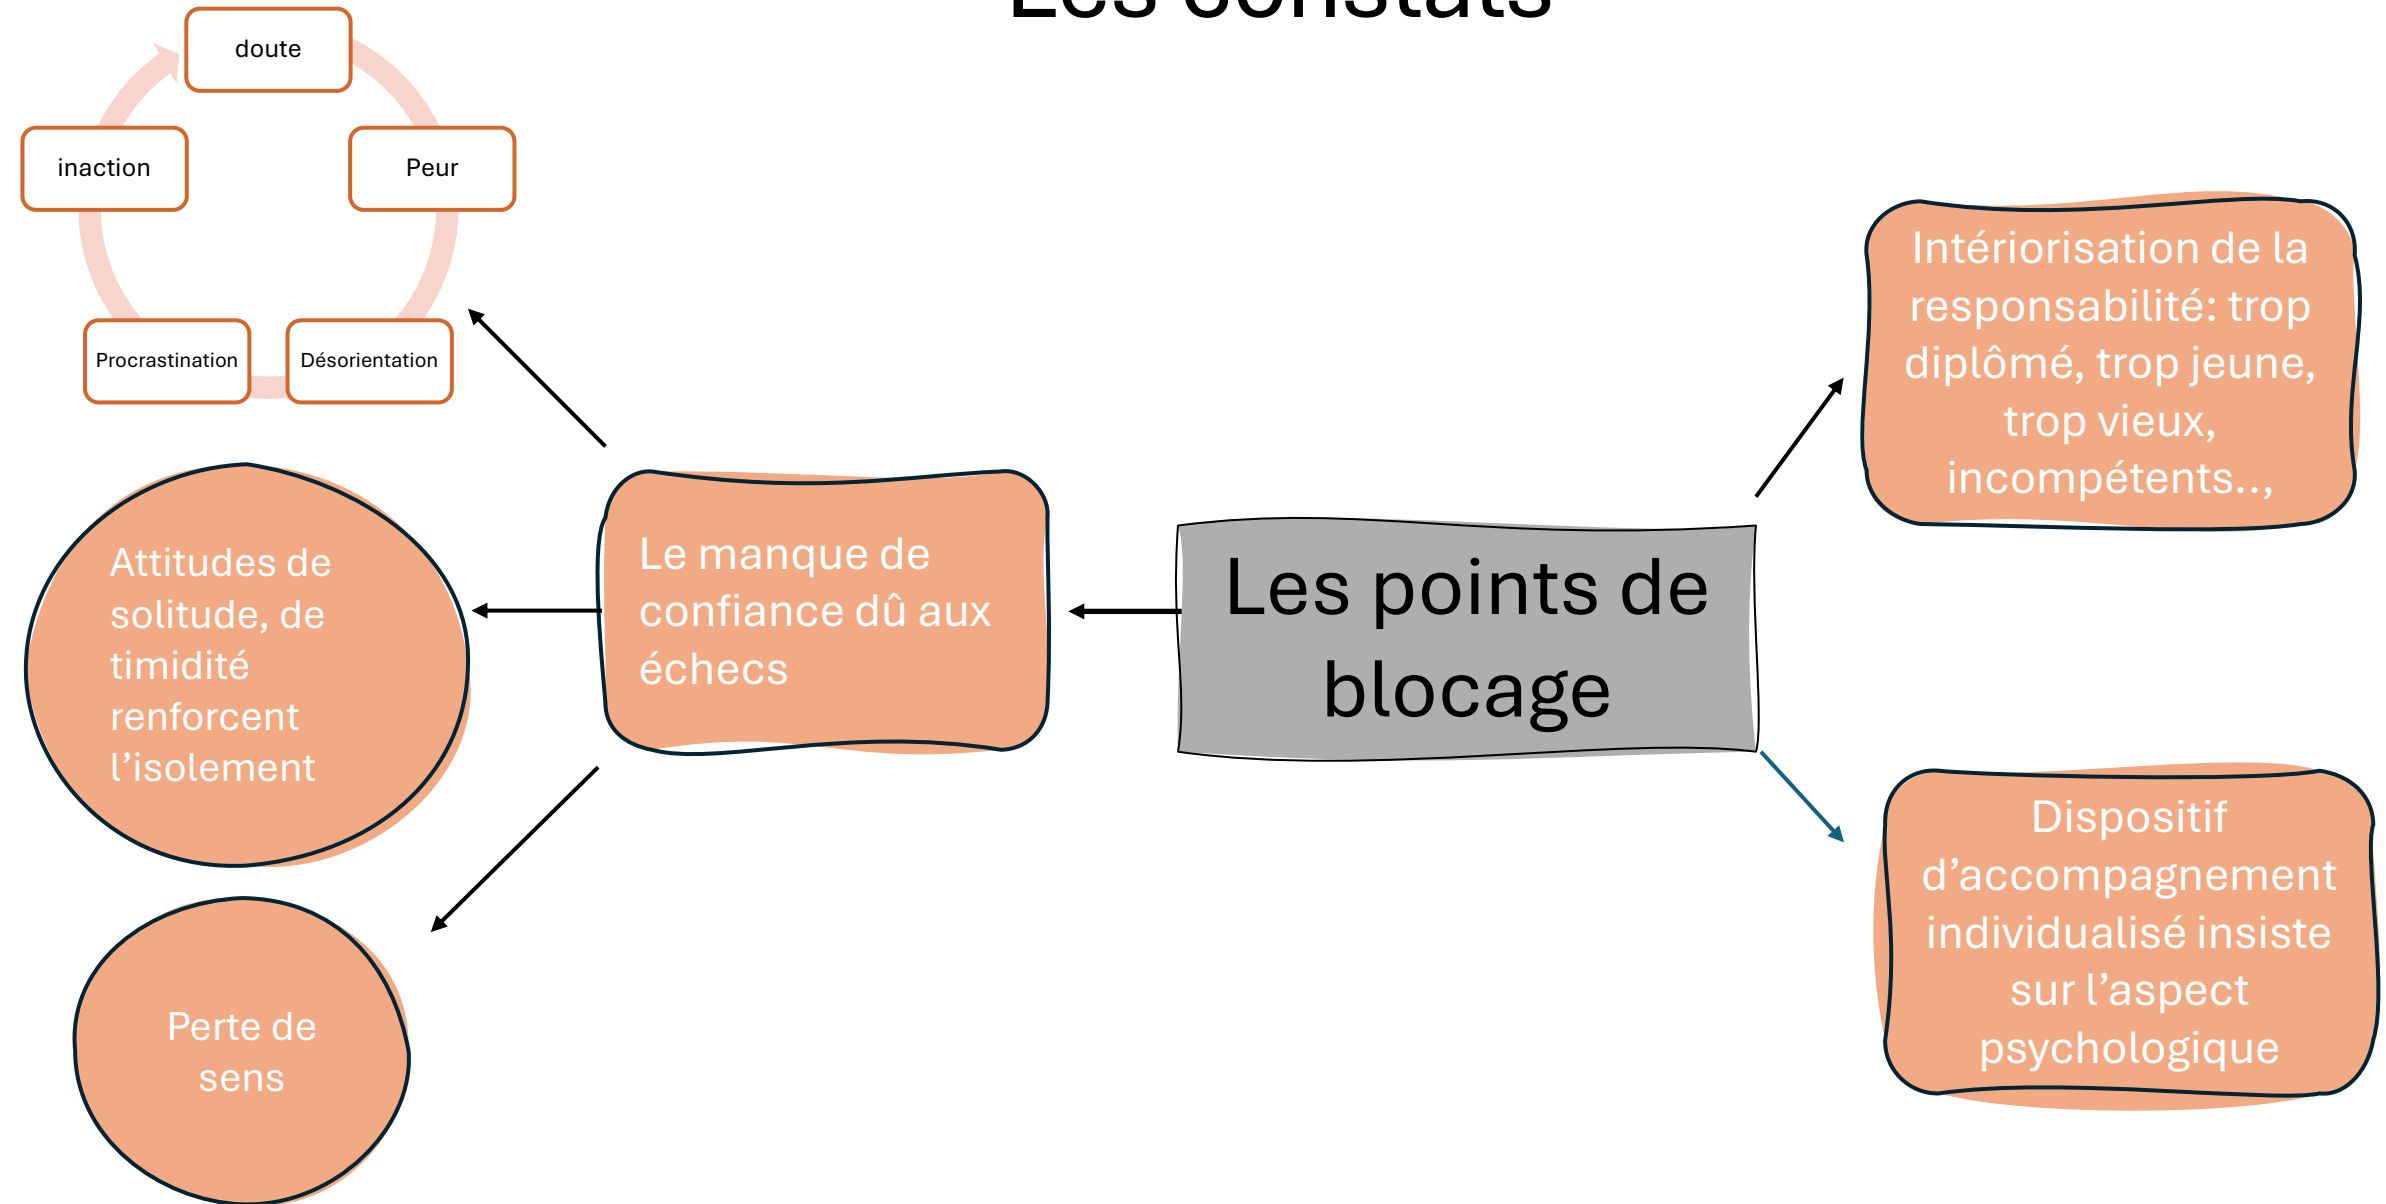 Les constats
doute
inaction
Peur
Procrastination
Désorientation
Intériorisation de la
responsabilité: trop
diplômé, trop jeune,
trop vieux,
incompétents..,
Attitudes de
solitude, de
timidité
renforcent
l’isolement
Le manque de
confiance dû aux
échecs
Les points de
blocage
Dispositif
d’accompagnement
individualisé insiste
sur l’aspect
psychologique
Perte de
sens